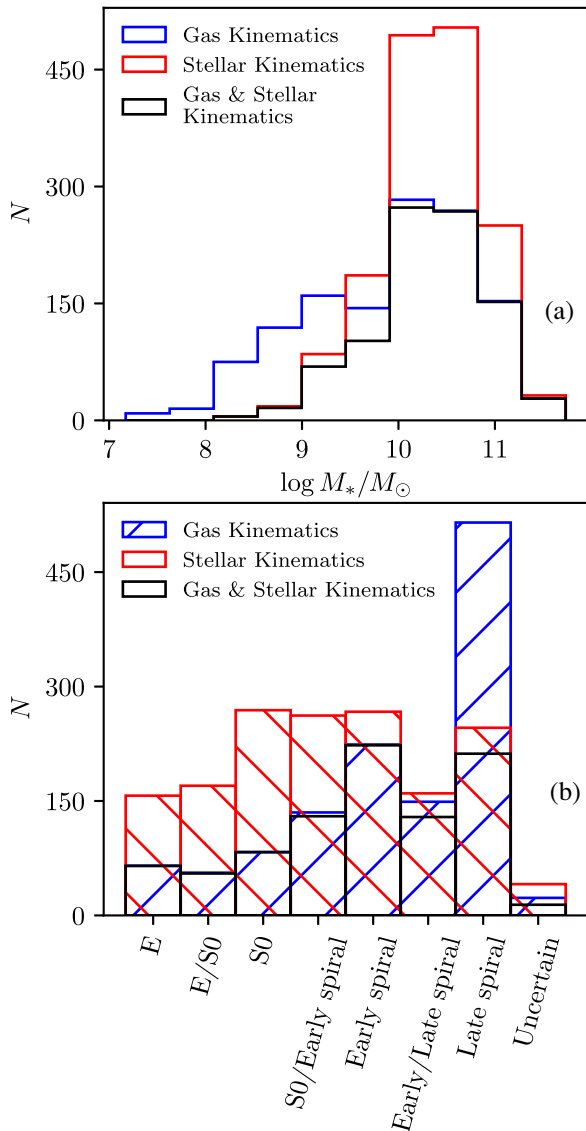 450
300
150
0
N
Gas Kinematics
Stellar Kinematics
Gas & Stellar
Kinematics
(a)
7 8 9 10 11
log M*/M⊙
450
300
150
0
N
Gas Kinematics
Stellar Kinematics
Gas & Stellar Kinematics
(b)
E
E/S0
S0
S0/Early spiral
Early spiral
Early/Late spiral
Late spiral
Uncertain